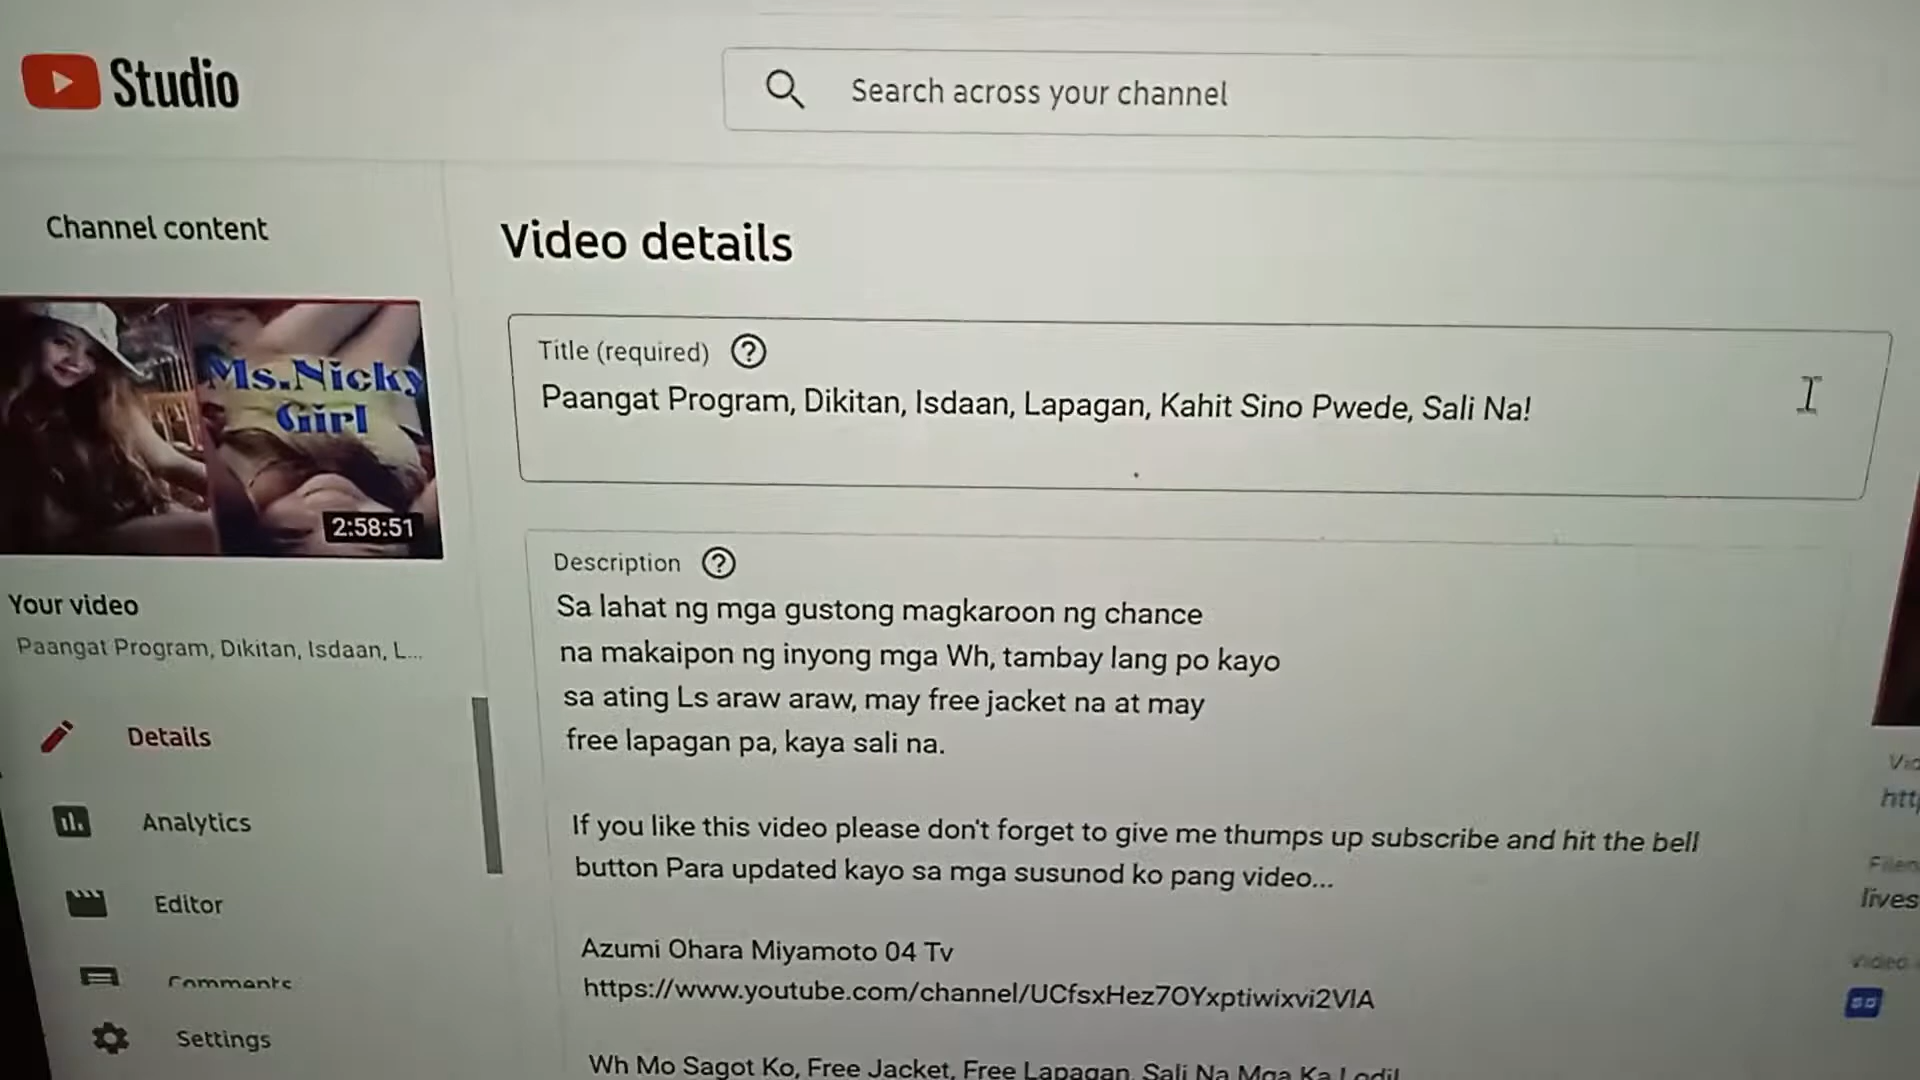 Studio
Search across your channel
Channel content
Video details
Ms.Nicky
Girl
2:58:51
Title (required)
Paangat Program, Dikitan, Isdaan, Lapagan, Kahit Sino Pwede, Sali Na!
Your video
Paangat Program, Dikitan, Isdaan, L...
Description
Sa lahat ng mga gustong magkaroon ng chance
na makaipon ng inyong mga Wh, tambay lang po kayo
sa ating Ls araw araw, may free jacket na at may
free lapagan pa, kaya sali na.
If you like this video please don't forget to give me thumps up subscribe and hit the bell
button Para updated kayo sa mga susunod ko pang video...
Azumi Ohara Miyamoto 04 Tv
https://www.youtube.com/channel/UCfsxHez7OYxptiwixvi2VlA
Wh Mo Sagot Ko, Free Jacket, Free Lapagan, Sali Na Mga Ka Lodi!
Details
Analytics
Editor
Comments
Settings
Video